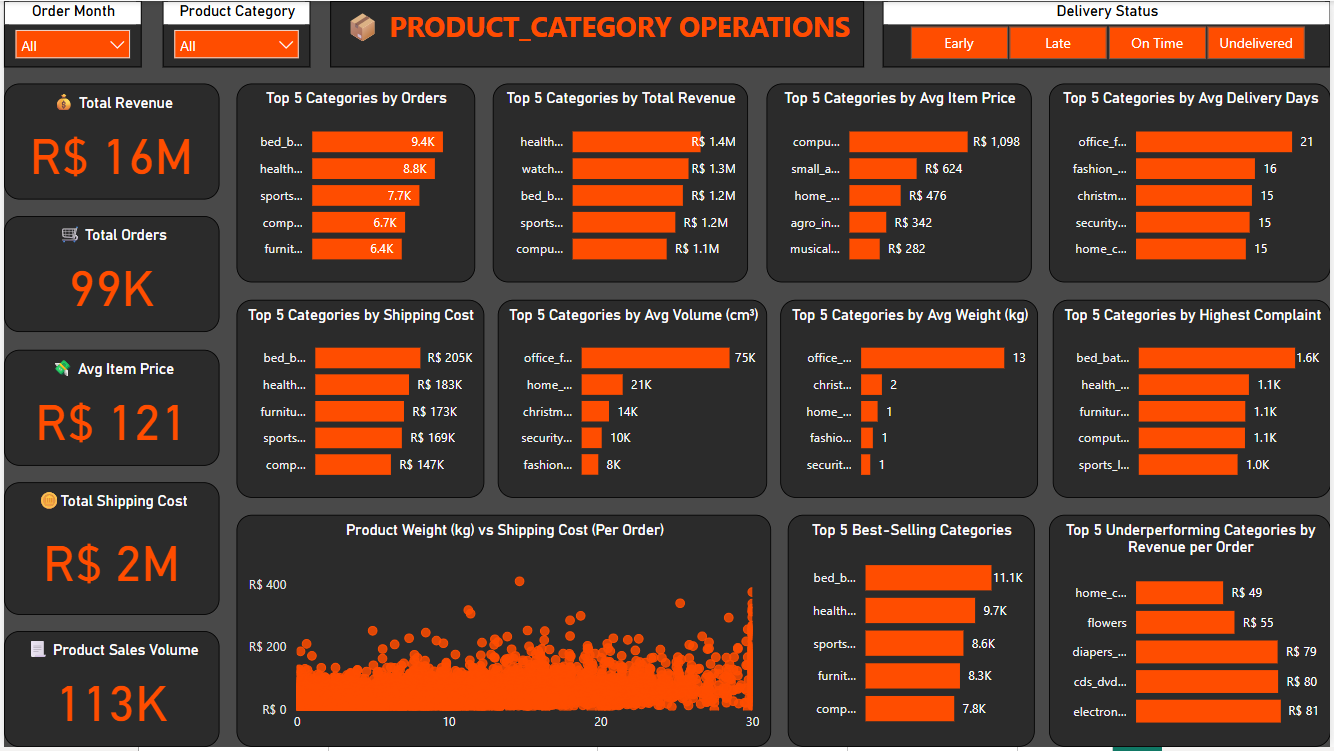 Order Month
All
Product Category
All
PRODUCT_CATEGORY OPERATIONS
Delivery Status
Early
Late
On Time
Undelivered
Total Revenue
R$ 16M
Total Orders
99K
Avg Item Price
R$ 121
Total Shipping Cost
R$ 2M
Product Sales Volume
113K
Top 5 Categories by Orders
bed_b... 9.4K
health... 8.8K
sports... 7.7K
comp... 6.7K
furnit... 6.4K
Top 5 Categories by Total Revenue
health... R$ 1.4M
watch... R$ 1.3M
bed_b... R$ 1.2M
sports... R$ 1.2M
compu... R$ 1.1M
Top 5 Categories by Avg Item Price
compu... R$ 1,098
small_a... R$ 624
home_... R$ 476
agro_in... R$ 342
musical... R$ 282
Top 5 Categories by Avg Delivery Days
office_f... 21
fashion_... 16
christm... 15
security... 15
home_c... 15
Top 5 Categories by Shipping Cost
bed_b... R$ 205K
health... R$ 183K
furnitu... R$ 173K
sports... R$ 169K
comp... R$ 147K
Top 5 Categories by Avg Volume (cm³)
office_f... 75K
home_... 21K
christm... 14K
security... 10K
fashion... 8K
Top 5 Categories by Avg Weight (kg)
office_... 13
christ... 2
home_... 1
fashio... 1
securit... 1
Top 5 Categories by Highest Complaint
bed_bat... 1.6K
health_... 1.1K
furnitur... 1.1K
comput... 1.1K
sports_l... 1.0K
Product Weight (kg) vs Shipping Cost (Per Order)
R$ 400
R$ 200
R$ 0
0 10 20 30
Top 5 Best-Selling Categories
bed_b... 11.1K
health... 9.7K
sports... 8.6K
furnit... 8.3K
comp... 7.8K
Top 5 Underperforming Categories by
Revenue per Order
home_c... R$ 49
flowers R$ 55
diapers_... R$ 79
cds_dvd... R$ 80
electron... R$ 81